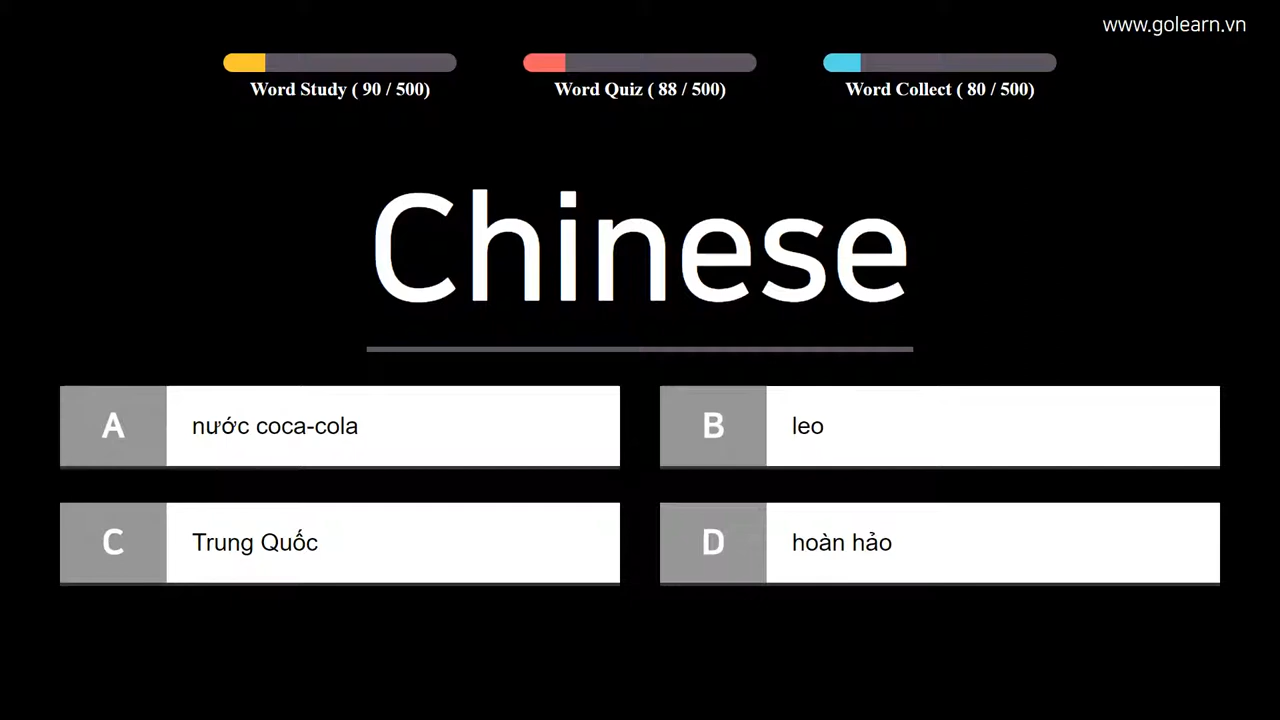 www.golearn.vn
Word Study ( 90 / 500)
Word Quiz ( 88 / 500)
Word Collect ( 80 / 500)
Chinese
A nước coca-cola
B leo
C Trung Quốc
D hoàn hảo